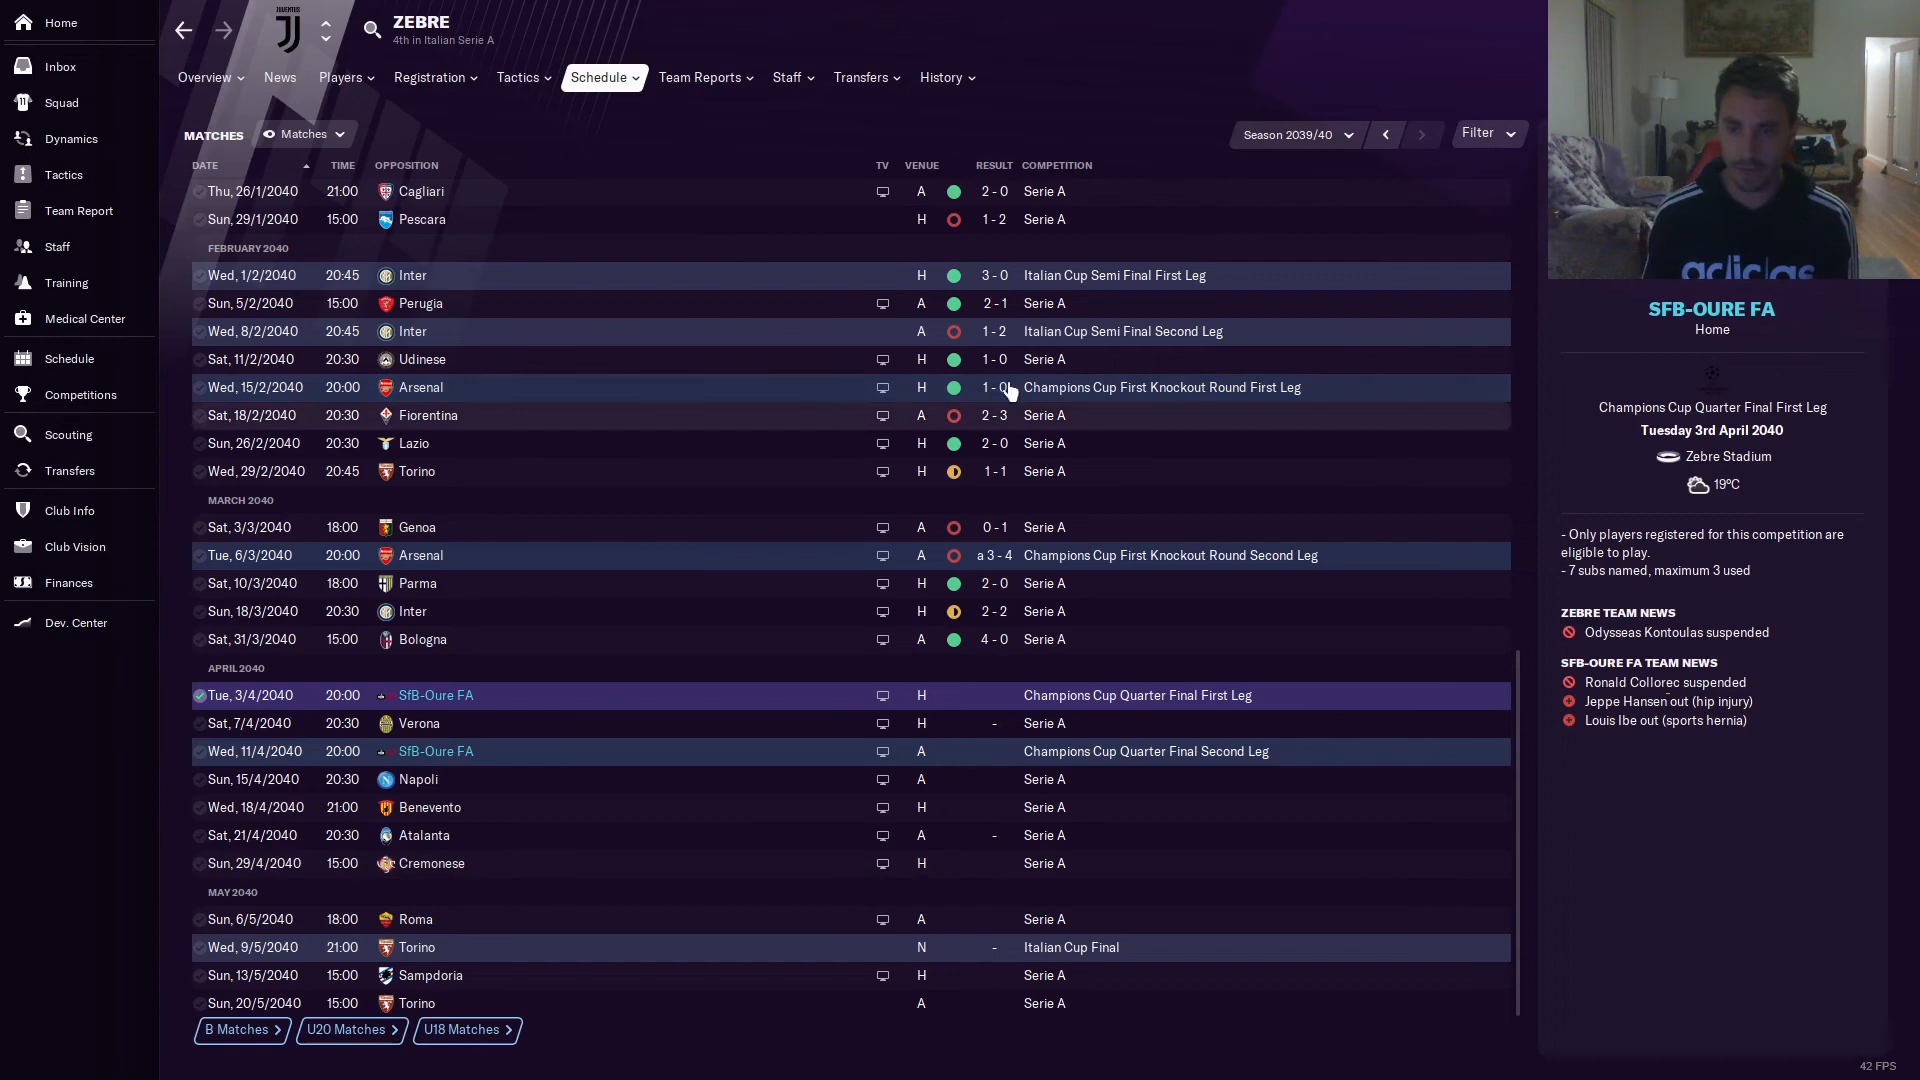 Home
Inbox
Squad
Dynamics
Tactics
Team Report
Staff
Training
Medical Center
Schedule
Competitions
Scouting
Transfers
Club Info
Club Vision
Finances
Dev. Center
JUVENTUS
ZEBRE
4th in Italian Serie A
Overview News Players Registration Tactics Schedule Team Reports Staff Transfers History
MATCHES Matches Season 2039/40 Filter
DATE TIME OPPOSITION TV VENUE RESULT COMPETITION
Thu, 26/1/2040 21:00 Cagliari A 2 - 0 Serie A
Sun, 29/1/2040 15:00 Pescara H 1 - 2 Serie A
FEBRUARY 2040
Wed, 1/2/2040 20:45 Inter H 3 - 0 Italian Cup Semi Final First Leg
Sun, 5/2/2040 15:00 Perugia A 2 - 1 Serie A
Wed, 8/2/2040 20:45 Inter A 1 - 2 Italian Cup Semi Final Second Leg
Sat, 11/2/2040 20:30 Udinese H 1 - 0 Serie A
Wed, 15/2/2040 20:00 Arsenal H 1 - 0 Champions Cup First Knockout Round First Leg
Sat, 18/2/2040 20:30 Fiorentina A 2 - 3 Serie A
Sun, 26/2/2040 20:30 Lazio H 2 - 0 Serie A
Wed, 29/2/2040 20:45 Torino H 1 - 1 Serie A
MARCH 2040
Sat, 3/3/2040 18:00 Genoa A 0 - 1 Serie A
Tue, 6/3/2040 20:00 Arsenal A a 3 - 4 Champions Cup First Knockout Round Second Leg
Sat, 10/3/2040 18:00 Parma H 2 - 0 Serie A
Sun, 18/3/2040 20:30 Inter H 2 - 2 Serie A
Sat, 31/3/2040 15:00 Bologna A 4 - 0 Serie A
APRIL 2040
Tue, 3/4/2040 20:00 SfB-Oure FA H Champions Cup Quarter Final First Leg
Sat, 7/4/2040 20:30 Verona H - Serie A
Wed, 11/4/2040 20:00 SfB-Oure FA A Champions Cup Quarter Final Second Leg
Sun, 15/4/2040 20:30 Napoli A Serie A
Wed, 18/4/2040 21:00 Benevento H Serie A
Sat, 21/4/2040 20:30 Atalanta A - Serie A
Sun, 29/4/2040 15:00 Cremonese H Serie A
MAY 2040
Sun, 6/5/2040 18:00 Roma A Serie A
Wed, 9/5/2040 21:00 Torino N - Italian Cup Final
Sun, 13/5/2040 15:00 Sampdoria H Serie A
Sun, 20/5/2040 15:00 Torino A Serie A
B Matches U20 Matches U18 Matches
adidas
SFB-OURE FA
Home
Champions Cup Quarter Final First Leg
Tuesday 3rd April 2040
Zebre Stadium
19ºC
- Only players registered for this competition are
eligible to play.
- 7 subs named, maximum 3 used
ZEBRE TEAM NEWS
Odysseas Kontoulas suspended
SFB-OURE FA TEAM NEWS
Ronald Collorec suspended
Jeppe Hansen out (hip injury)
Louis Ibe out (sports hernia)
42 FPS